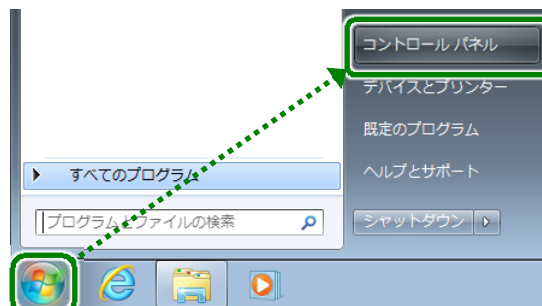 コントロール パネル
デバイスとプリンター
既定のプログラム
すべてのプログラム
ヘルプとサポート
プログラムとファイルの検索
シャットダウン